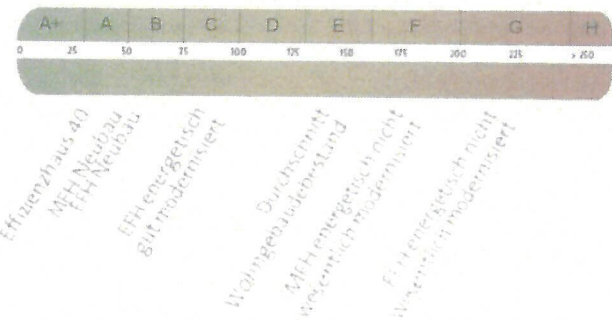 A+ A B C D E F G H
0 25 50 75 100 125 150 175 200 225 > 250
Effizienzhaus 40
MFH Neubau
EFH Neubau
EFH energetisch
gut modernisiert
Durchschnitt
Wohngebäudebestand
MFH energetisch nicht
wesentlich modernisiert
EFH energetisch nicht
wesentlich modernisiert